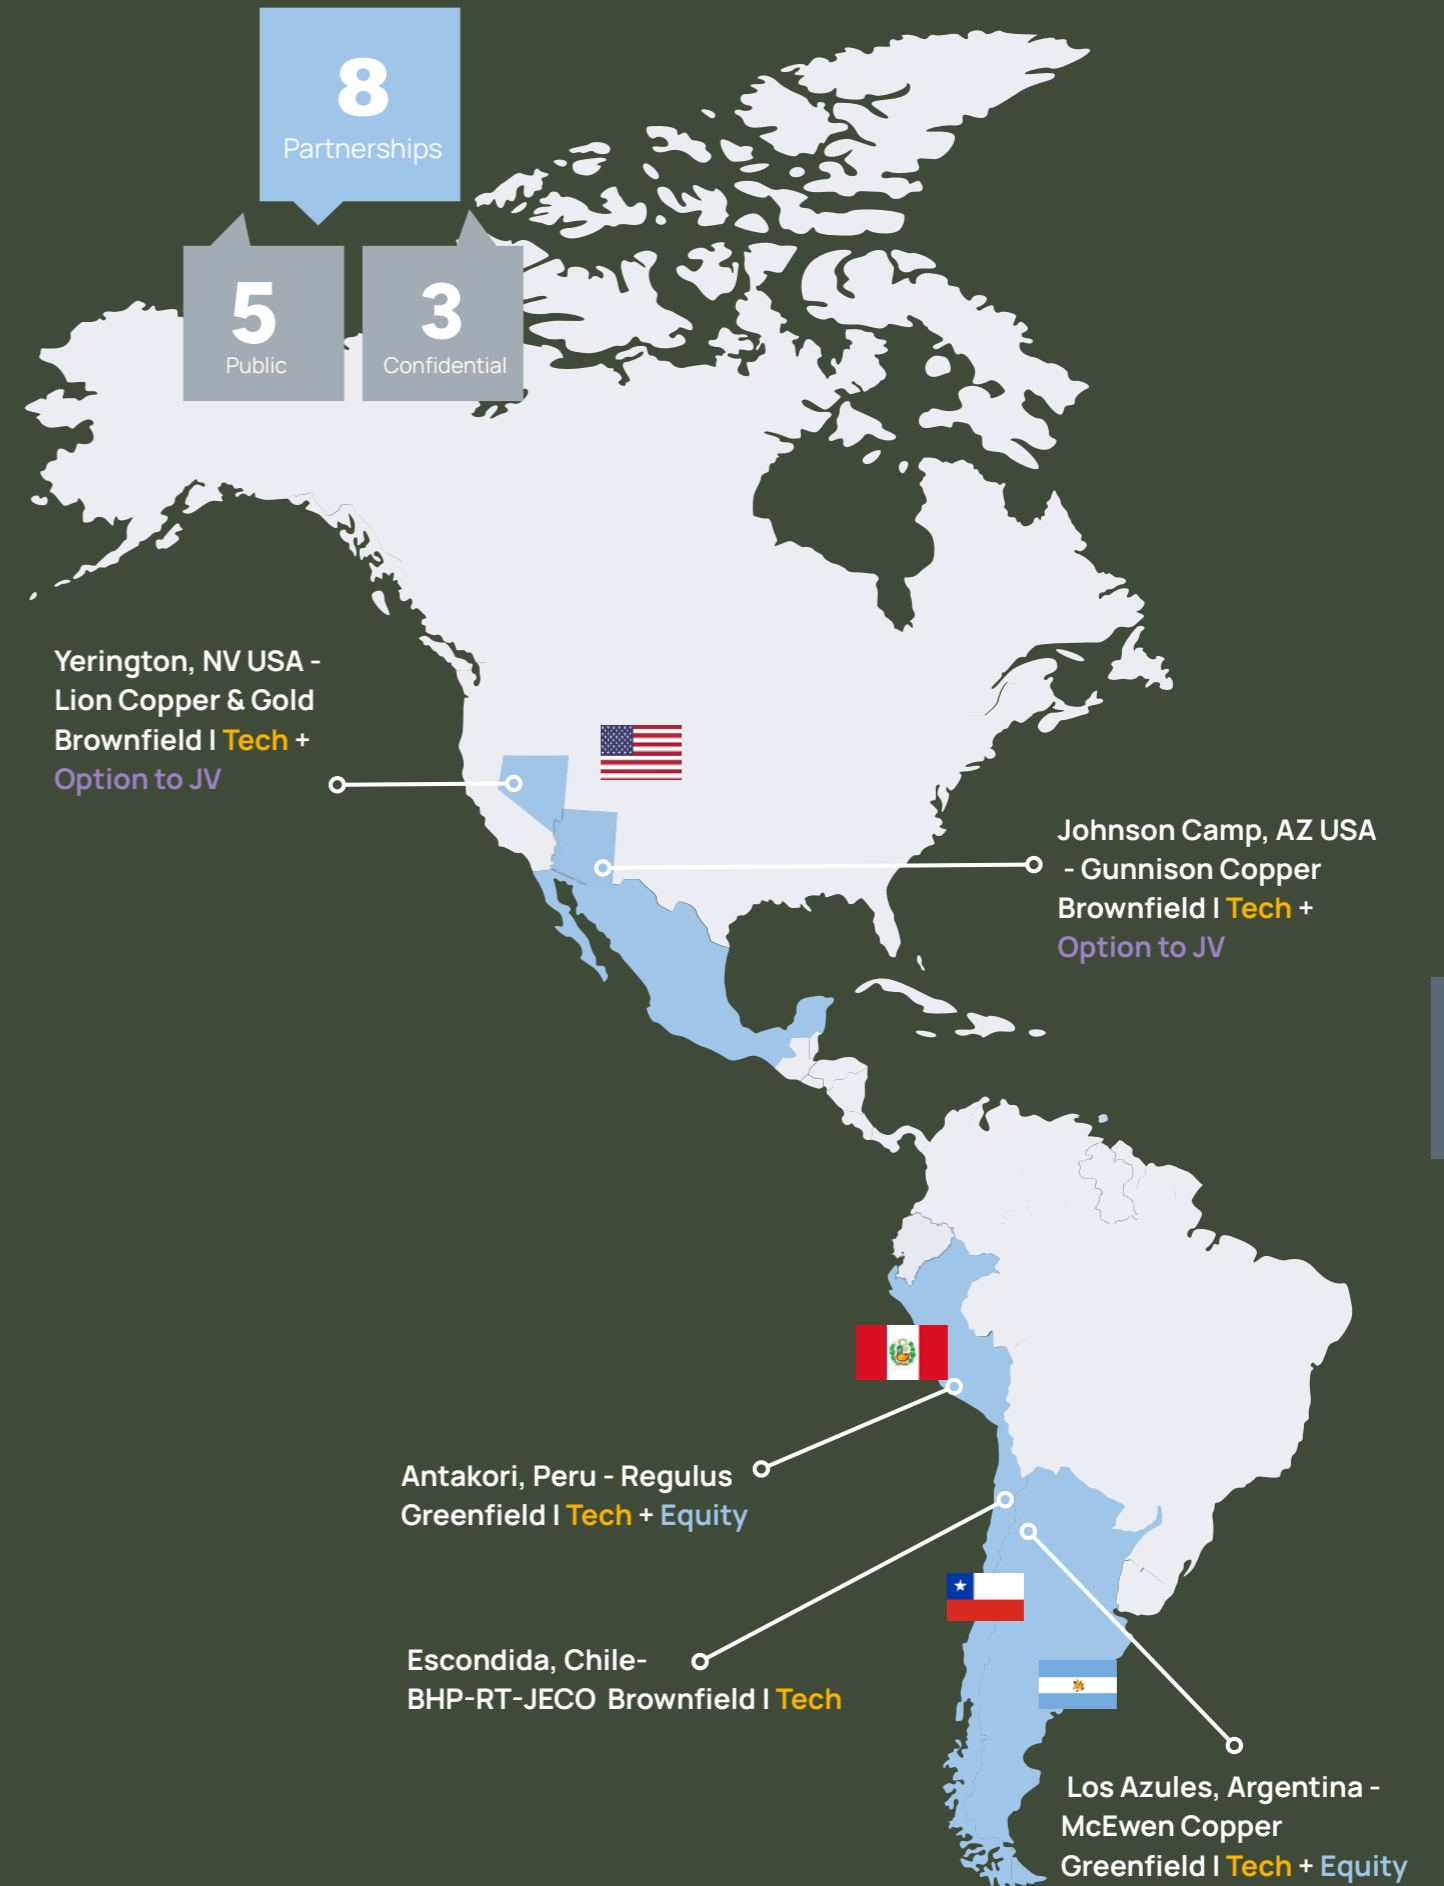 8
Partnerships
5
Public
3
Confidential
Yerington, NV USA -
Lion Copper & Gold
Brownfield | Tech +
Option to JV
Johnson Camp, AZ USA
- Gunnison Copper
Brownfield | Tech +
Option to JV
Antakori, Peru - Regulus
Greenfield | Tech + Equity
Escondida, Chile-
BHP-RT-JECO Brownfield | Tech
Los Azules, Argentina -
McEwen Copper
Greenfield | Tech + Equity